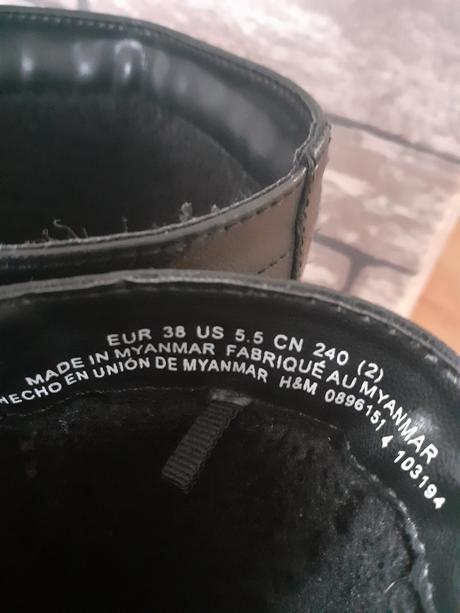 EUR 38 US 5.5 CN 240 (2)
MADE IN MYANMAR FABRIQUÉ AU MYANMAR
HECHO EN UNIÓN DE MYANMAR H&M 0896151 4 103194